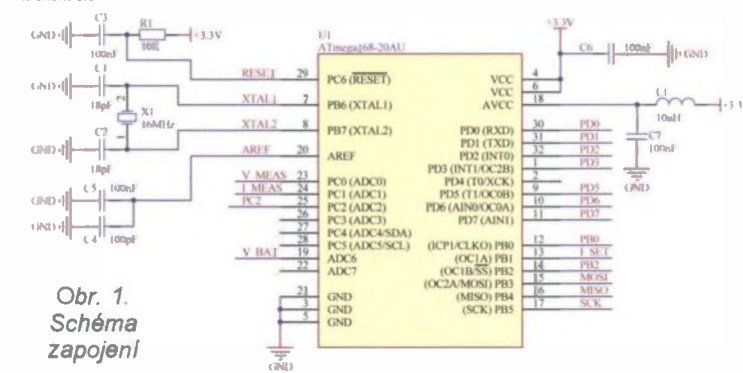 C3
R1
+3.3V
GND
100nF
10K
GND
18pF
X1
16MHz
2
1
GND
C2
18pF
GND
100nF
GND
C4
100pF
RESET 29
XTAL1 7
XTAL2 8
AREF 20
V_MEAS 23
I_MEAS 24
PC2 25
26
27
28
V_BAT 19
22
21
3
5
GND
U1
ATmega168-20AU
PC6 (RESET)
PB6 (XTAL1)
PB7 (XTAL2)
AREF
PC0 (ADC0)
PC1 (ADC1)
PC2 (ADC2)
PC3 (ADC3)
PC4 (ADC4/SDA)
PC5 (ADC5/SCL)
ADC6
ADC7
GND
GND
GND
VCC 4
VCC 6
AVCC 18
PD0 (RXD) 30 PD0
PD1 (TXD) 31 PD1
PD2 (INT0) 32 PD2
PD3 (INT1/OC2B) 1 PD3
PD4 (T0/XCK) 2
PD5 (T1/OC0B) 9 PD5
PD6 (AIN0/OC0A) 10 PD6
PD7 (AIN1) 11 PD7
(ICP1/CLKO) PB0 12 PB0
(OC1A) PB1 13 I_SET
(OC1B/SS) PB2 14 PB2
(OC2A/MOSI) PB3 15 MOSI
(MISO) PB4 16 MISO
(SCK) PB5 17 SCK
+3.3V
C6
100nF
GND
L1
10uH
C7
100nF
GND
Obr. 1.
Schéma
zapojení